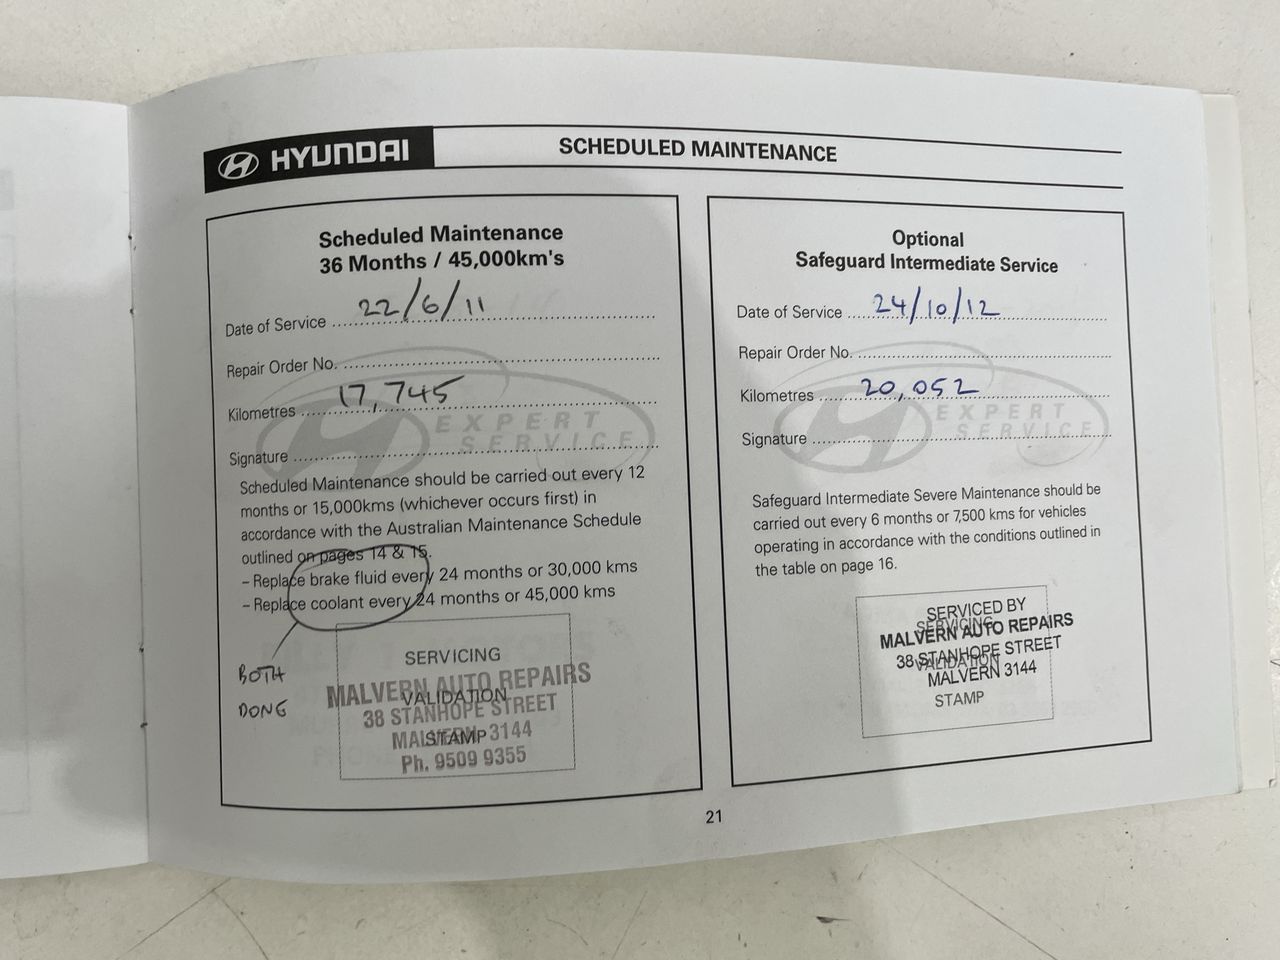 HYUNDAI
SCHEDULED MAINTENANCE
Scheduled Maintenance
36 Months / 45,000km's
Date of Service 22/6/11
Repair Order No.
Kilometres 17,745
EXPERT
SERVICE
Signature
Scheduled Maintenance should be carried out every 12
months or 15,000kms (whichever occurs first) in
accordance with the Australian Maintenance Schedule
outlined on pages 14 & 15.
– Replace brake fluid every 24 months or 30,000 kms
– Replace coolant every 24 months or 45,000 kms
BOTH
DONE
SERVICING
VALIDATION
STAMP
MALVERN AUTO REPAIRS
38 STANHOPE STREET
MALVERN 3144
Ph. 9509 9355
Optional
Safeguard Intermediate Service
Date of Service 24/10/12
Repair Order No.
Kilometres 20,052
EXPERT
SERVICE
Signature
Safeguard Intermediate Severe Maintenance should be
carried out every 6 months or 7,500 kms for vehicles
operating in accordance with the conditions outlined in
the table on page 16.
SERVICING
VALIDATION
STAMP
SERVICED BY
MALVERN AUTO REPAIRS
38 STANHOPE STREET
MALVERN 3144
21